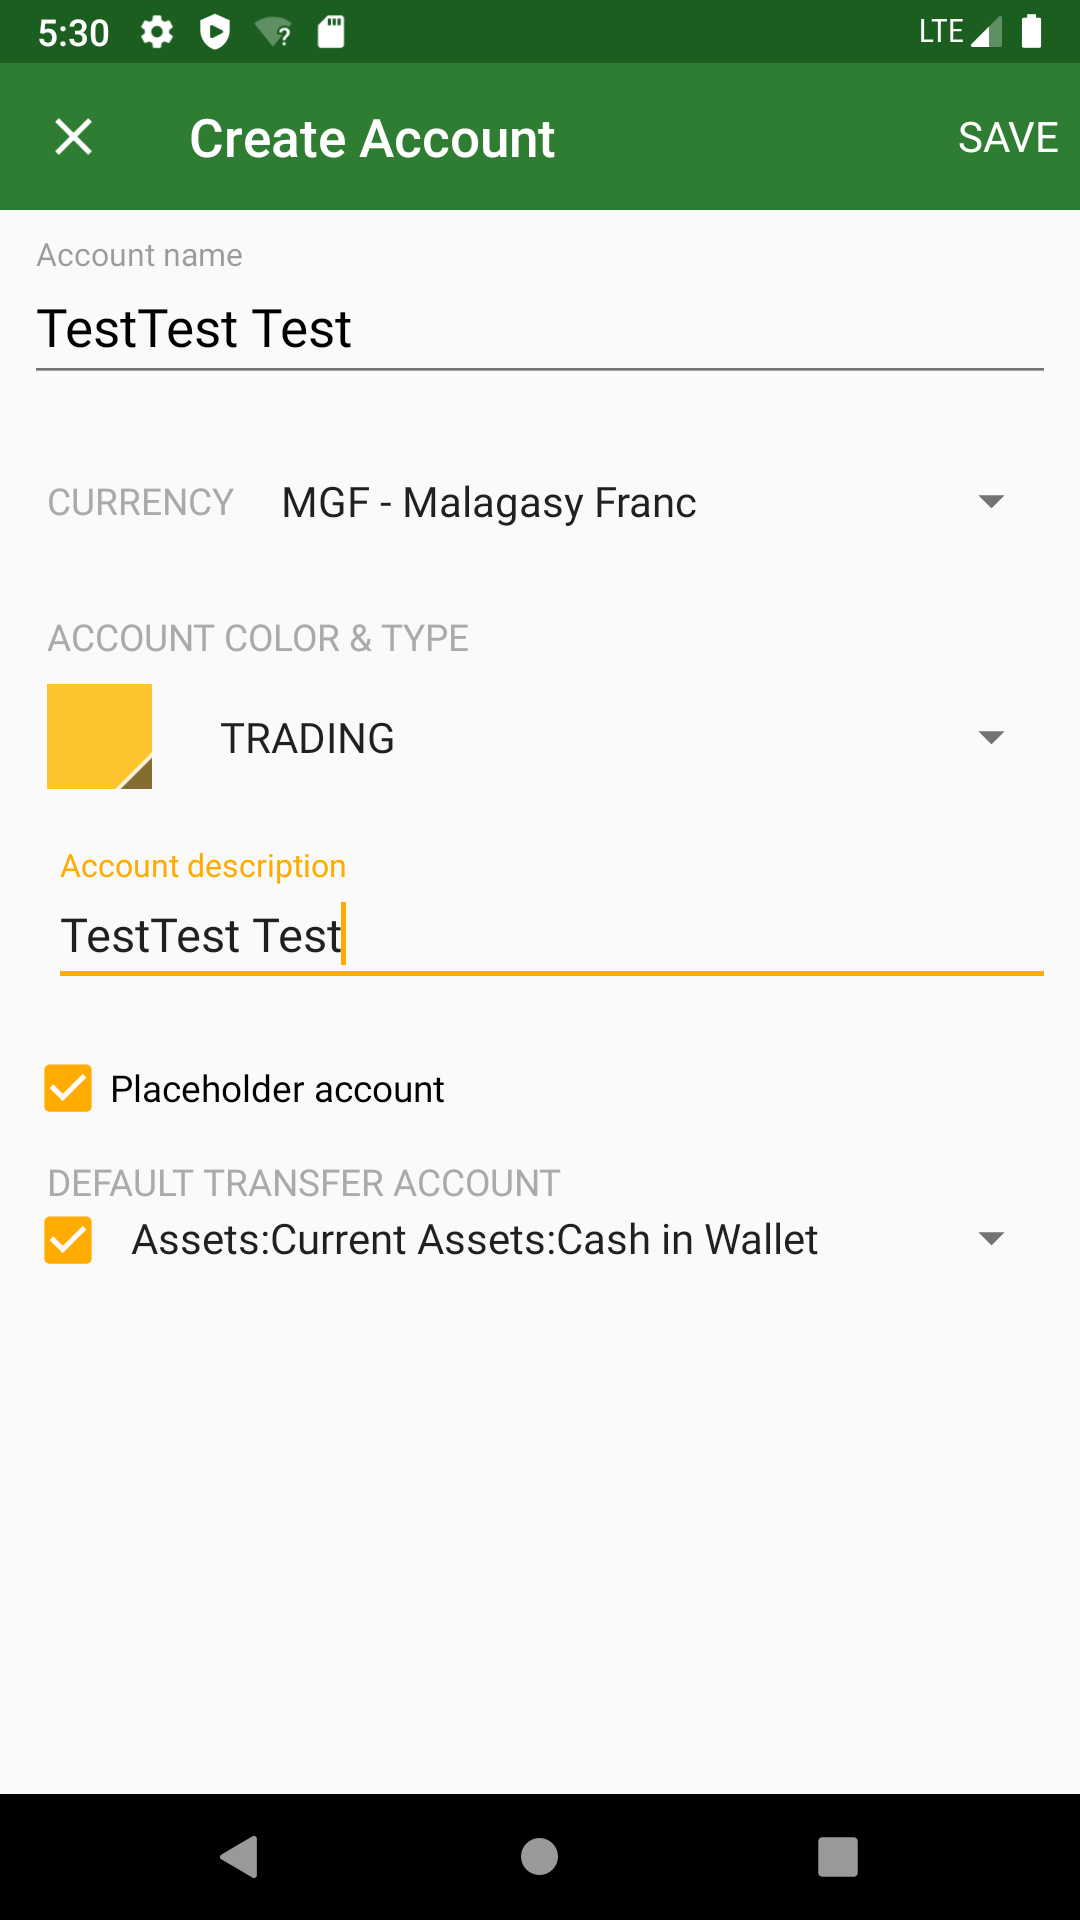 5:30 LTE
Create Account SAVE
Account name
TestTest Test
CURRENCY MGF - Malagasy Franc
ACCOUNT COLOR & TYPE
TRADING
Account description
TestTest Test
Placeholder account
DEFAULT TRANSFER ACCOUNT
Assets:Current Assets:Cash in Wallet